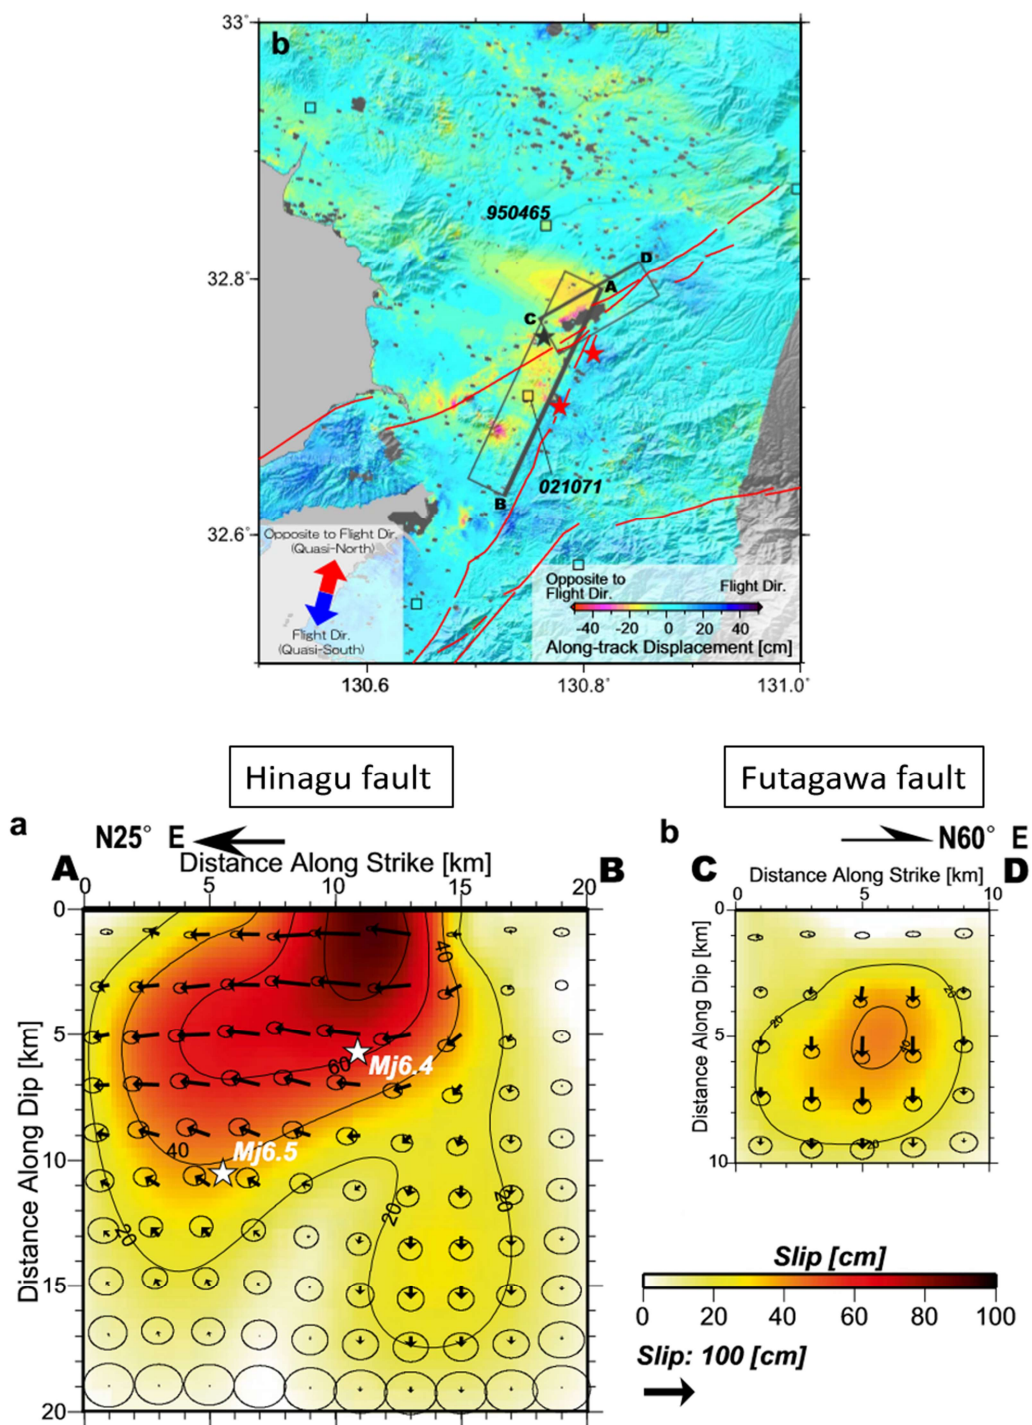 33°
b
950465
D
32.8°
A
C
021071
B
32.6°
Opposite to Flight Dir.
(Quasi-North)
Flight Dir.
(Quasi-South)
Opposite to
Flight Dir.
Flight Dir.
-40 -20 0 20 40
Along-track Displacement [cm]
130.6° 130.8° 131.0°
Hinagu fault
Futagawa fault
a
N25° E
Distance Along Strike [km]
A B
0 5 10 15 20
0
5
10
15
20
Distance Along Dip [km]
40
60
Mj6.4
40
Mj6.5
20
20
20
b
N60° E
C D
Distance Along Strike [km]
0 5 10
0
5
10
Distance Along Dip [km]
20
20
40
20
Slip [cm]
0 20 40 60 80 100
Slip: 100 [cm]